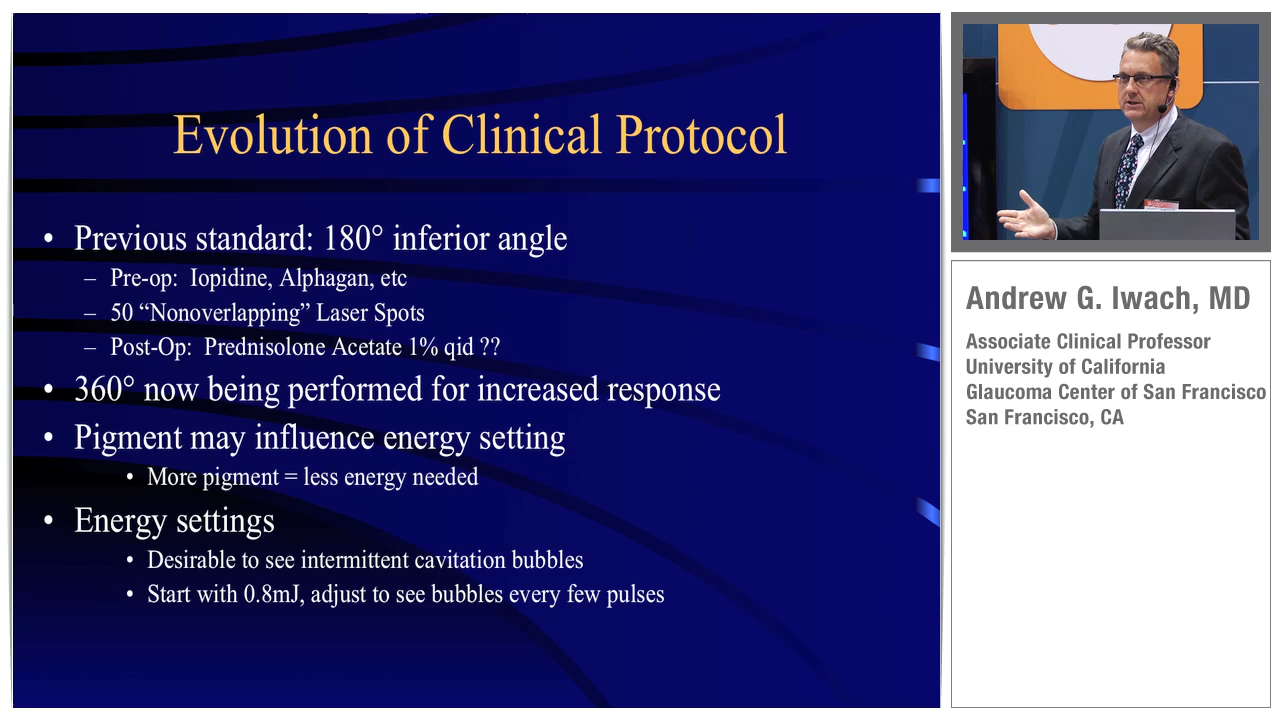 Evolution of Clinical Protocol
• Previous standard: 180° inferior angle
– Pre-op: Iopidine, Alphagan, etc
– 50 “Nonoverlapping” Laser Spots
– Post-Op: Prednisolone Acetate 1% qid ??
• 360° now being performed for increased response
• Pigment may influence energy setting
• More pigment = less energy needed
• Energy settings
• Desirable to see intermittent cavitation bubbles
• Start with 0.8mJ, adjust to see bubbles every few pulses
Andrew G. Iwach, MD
Associate Clinical Professor
University of California
Glaucoma Center of San Francisco
San Francisco, CA